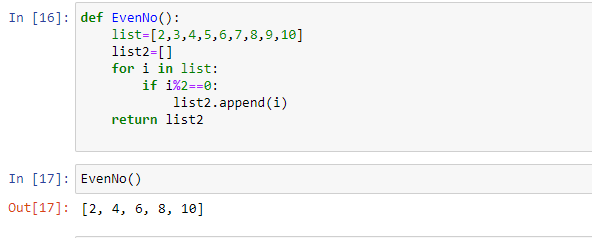 In [16]: def EvenNo():
    list=[2,3,4,5,6,7,8,9,10]
    list2=[]
    for i in list:
        if i%2==0:
            list2.append(i)
    return list2
In [17]: EvenNo()
Out[17]: [2, 4, 6, 8, 10]